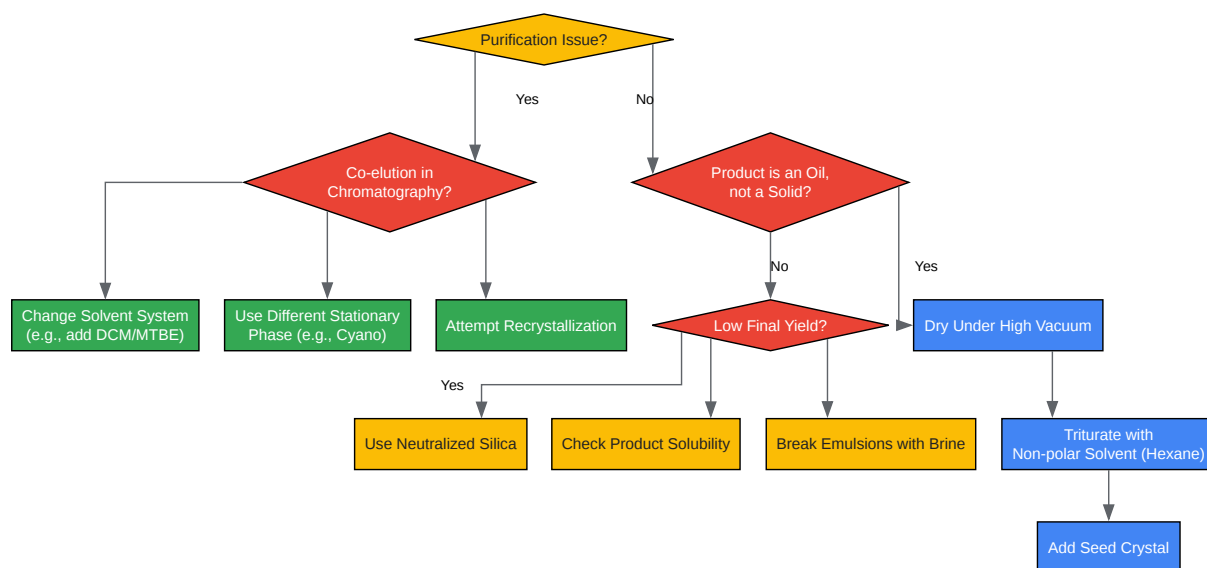 Purification Issue?
Yes
No
Co-elution in
Chromatography?
Product is an Oil,
not a Solid?
No
Yes
Change Solvent System
(e.g., add DCM/MTBE)
Use Different Stationary
Phase (e.g., Cyano)
Attempt Recrystallization
Low Final Yield?
Dry Under High Vacuum
Yes
Use Neutralized Silica
Check Product Solubility
Break Emulsions with Brine
Triturate with
Non-polar Solvent (Hexane)
Add Seed Crystal